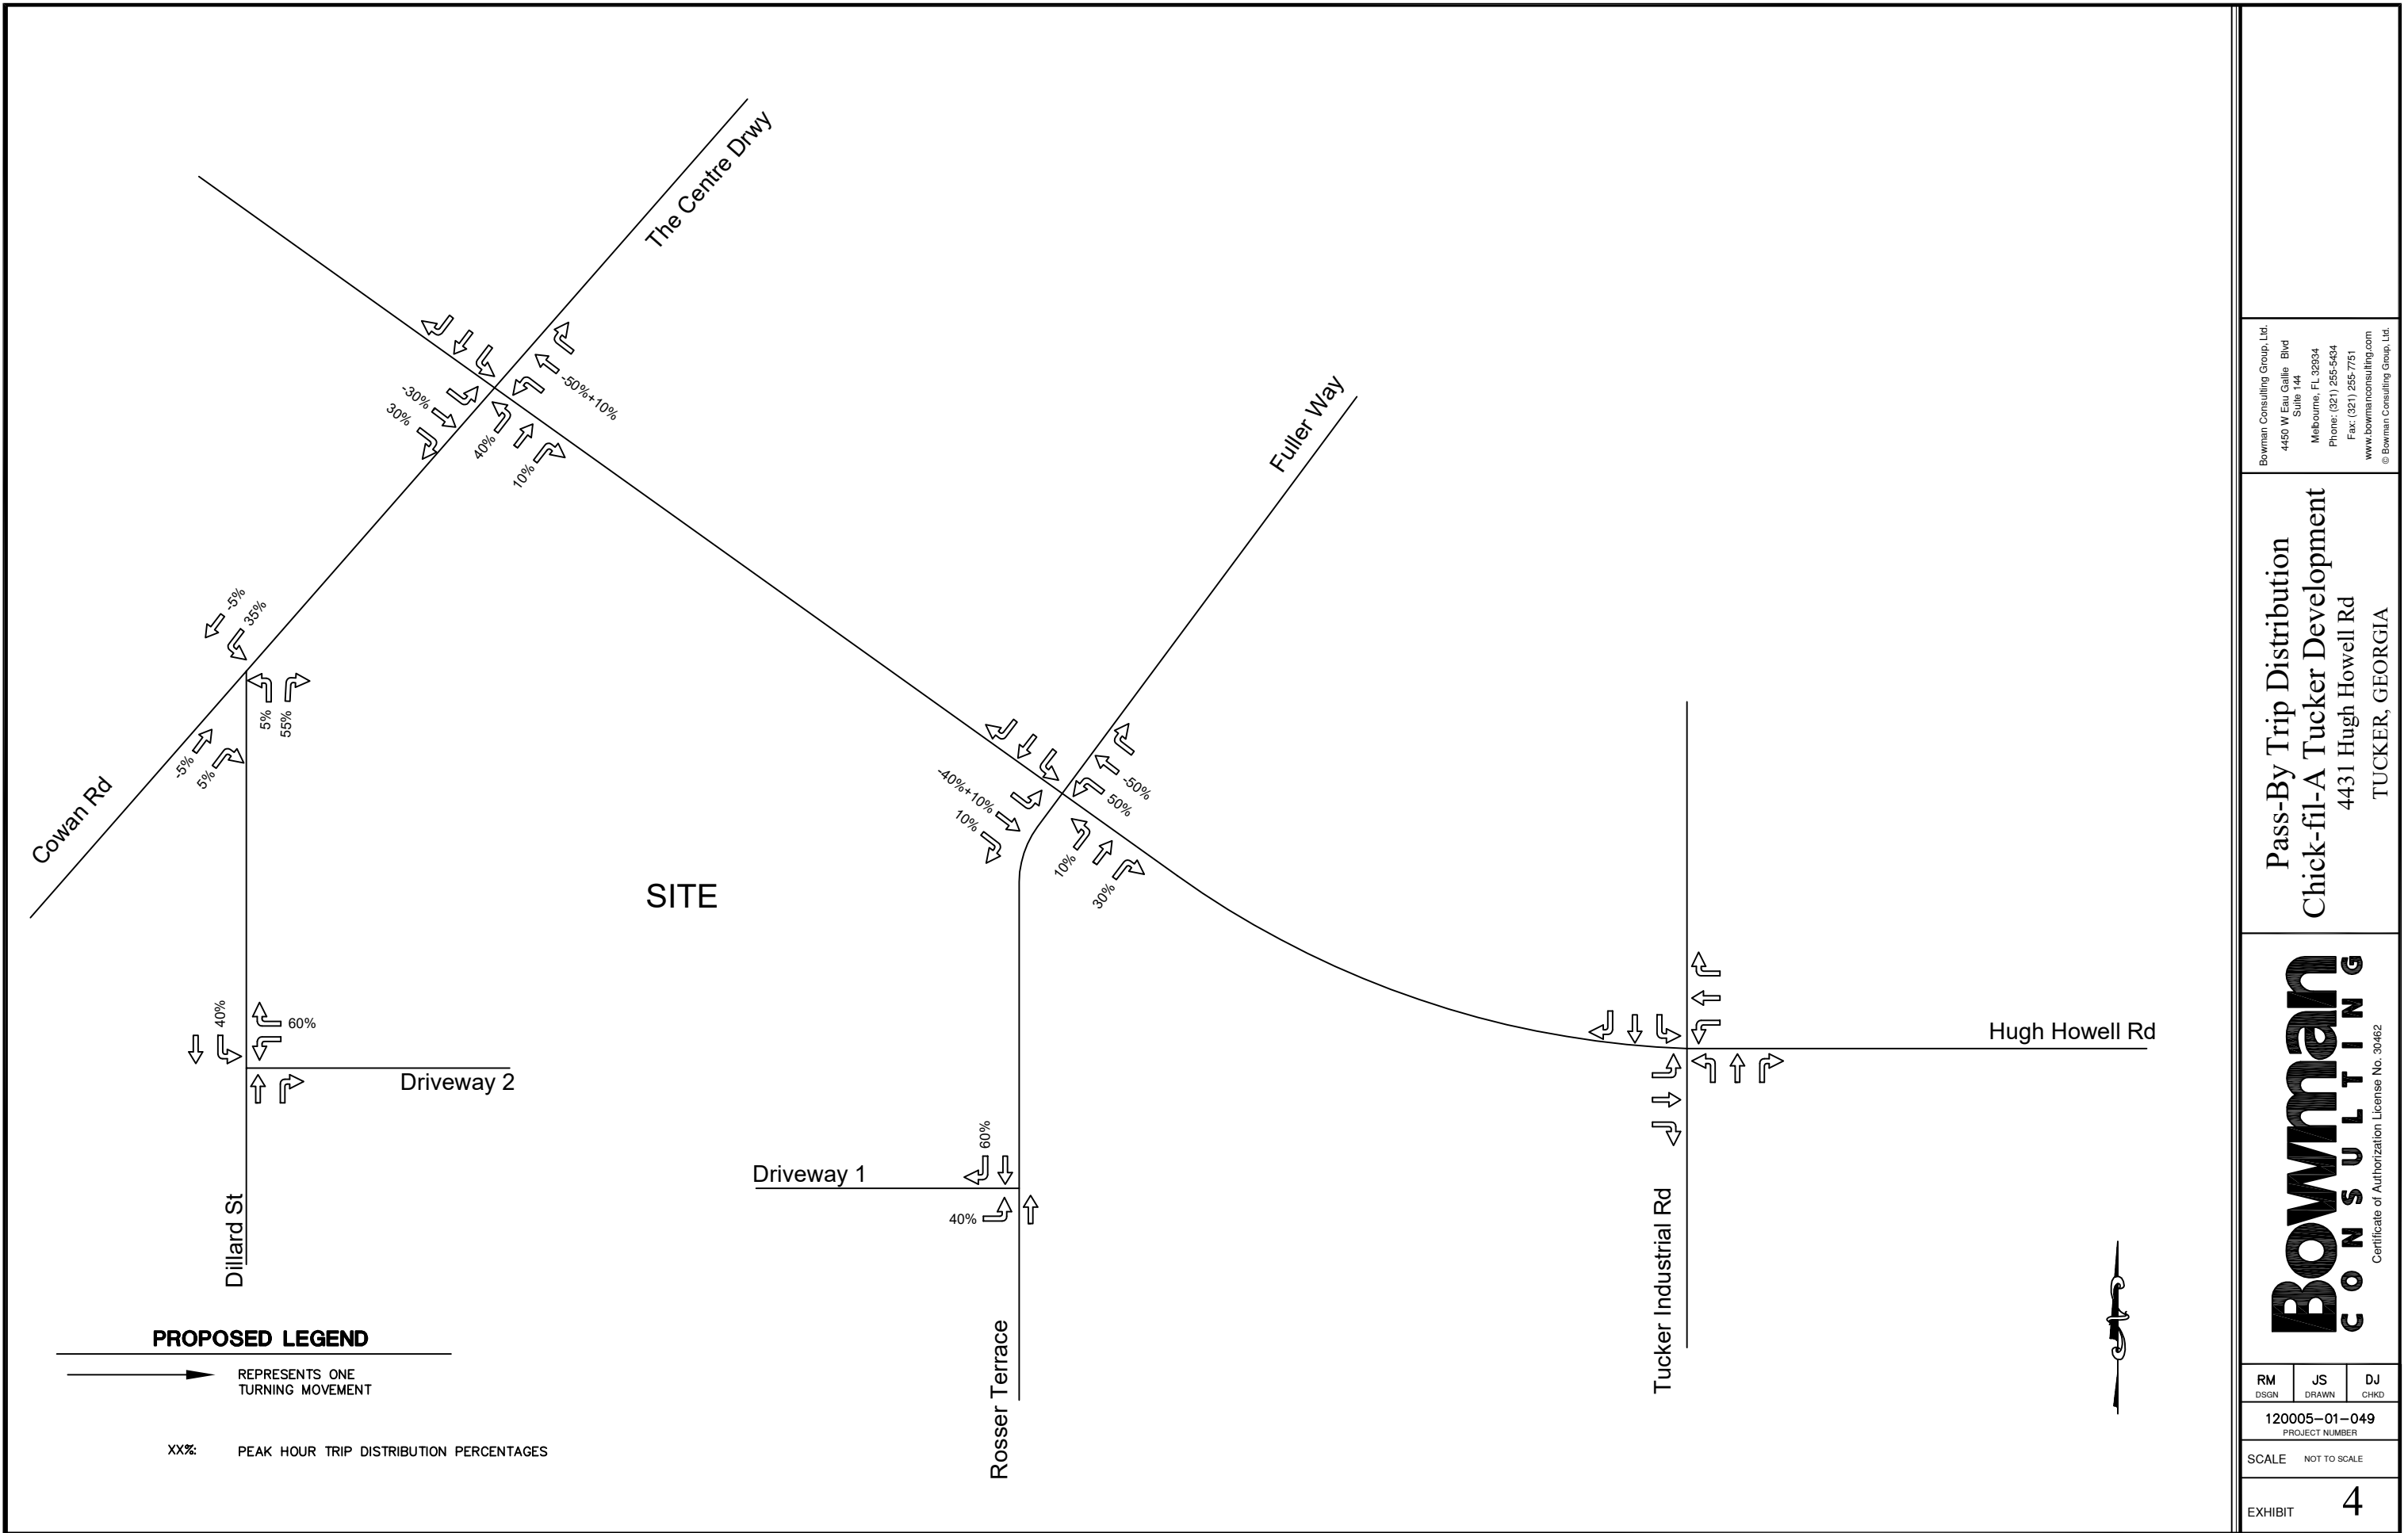 The Centre Drwy
-50%+10%
-30%
30%
40%
10%
Fuller Way
-5%
35%
5%
55%
-5%
5%
Cowan Rd
-50%
50%
-40%+10%
10%
10%
30%
SITE
40%
60%
Driveway 2
Dillard St
Hugh Howell Rd
60%
Driveway 1
40%
Rosser Terrace
Tucker Industrial Rd
PROPOSED LEGEND
REPRESENTS ONE
TURNING MOVEMENT
XX%: PEAK HOUR TRIP DISTRIBUTION PERCENTAGES
Bowman Consulting Group, Ltd.
4450 W Eau Gallie Blvd
Suite 144
Melbourne, FL 32934
Phone: (321) 255-5434
Fax: (321) 255-7751
www.bowmanconsulting.com
© Bowman Consulting Group, Ltd.
Pass-By Trip Distribution
Chick-fil-A Tucker Development
4431 Hugh Howell Rd
TUCKER, GEORGIA
Bowman
CONSULTING
Certificate of Authorization License No. 30462
RM JS DJ
DSGN DRAWN CHKD
120005-01-049
PROJECT NUMBER
SCALE NOT TO SCALE
EXHIBIT 4